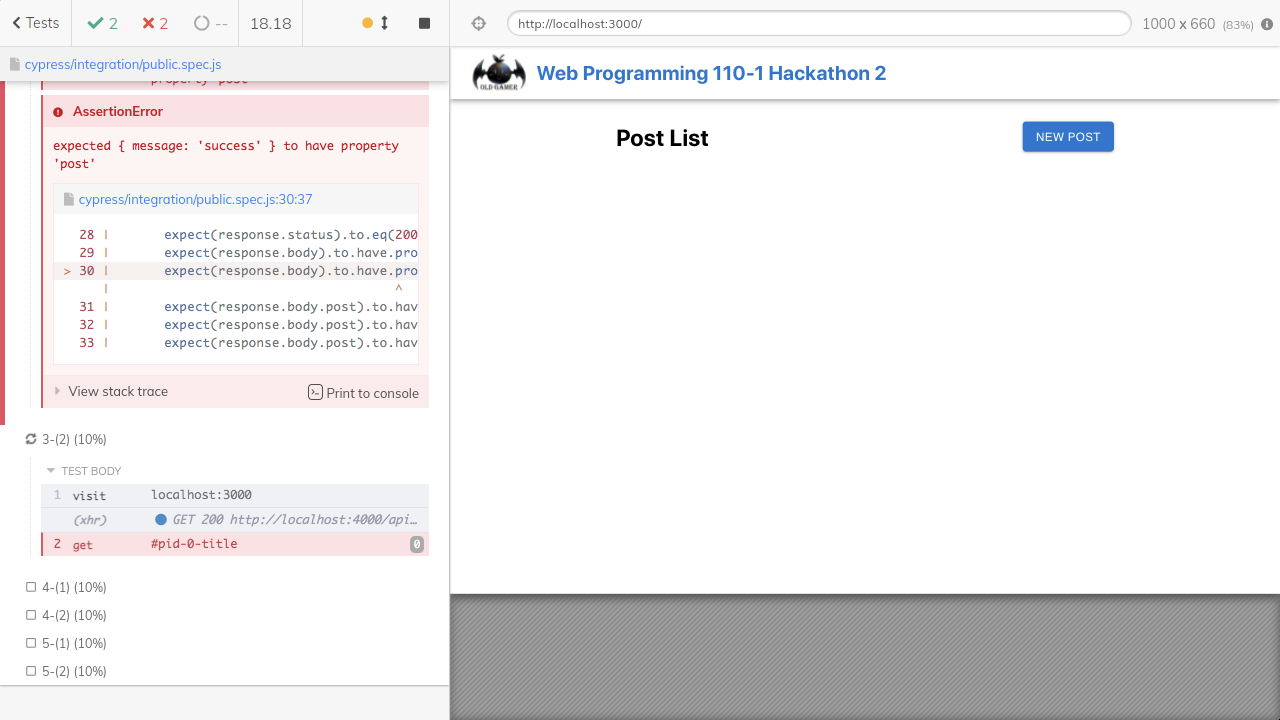 Tests
2
2
--
18.18
http://localhost:3000/
1000 x 660 (83%)
cypress/integration/public.spec.js
AssertionError
expected { message: 'success' } to have property
'post'
cypress/integration/public.spec.js:30:37
28 | expect(response.status).to.eq(200
29 | expect(response.body).to.have.pro
> 30 | expect(response.body).to.have.pro
| ^
31 | expect(response.body.post).to.hav
32 | expect(response.body.post).to.hav
33 | expect(response.body.post).to.hav
View stack trace
Print to console
3-(2) (10%)
TEST BODY
1 visit localhost:3000
(xhr) GET 200 http://localhost:4000/api…
2 get #pid-0-title 0
4-(1) (10%)
4-(2) (10%)
5-(1) (10%)
5-(2) (10%)
OLD GAMER
Web Programming 110-1 Hackathon 2
Post List
NEW POST